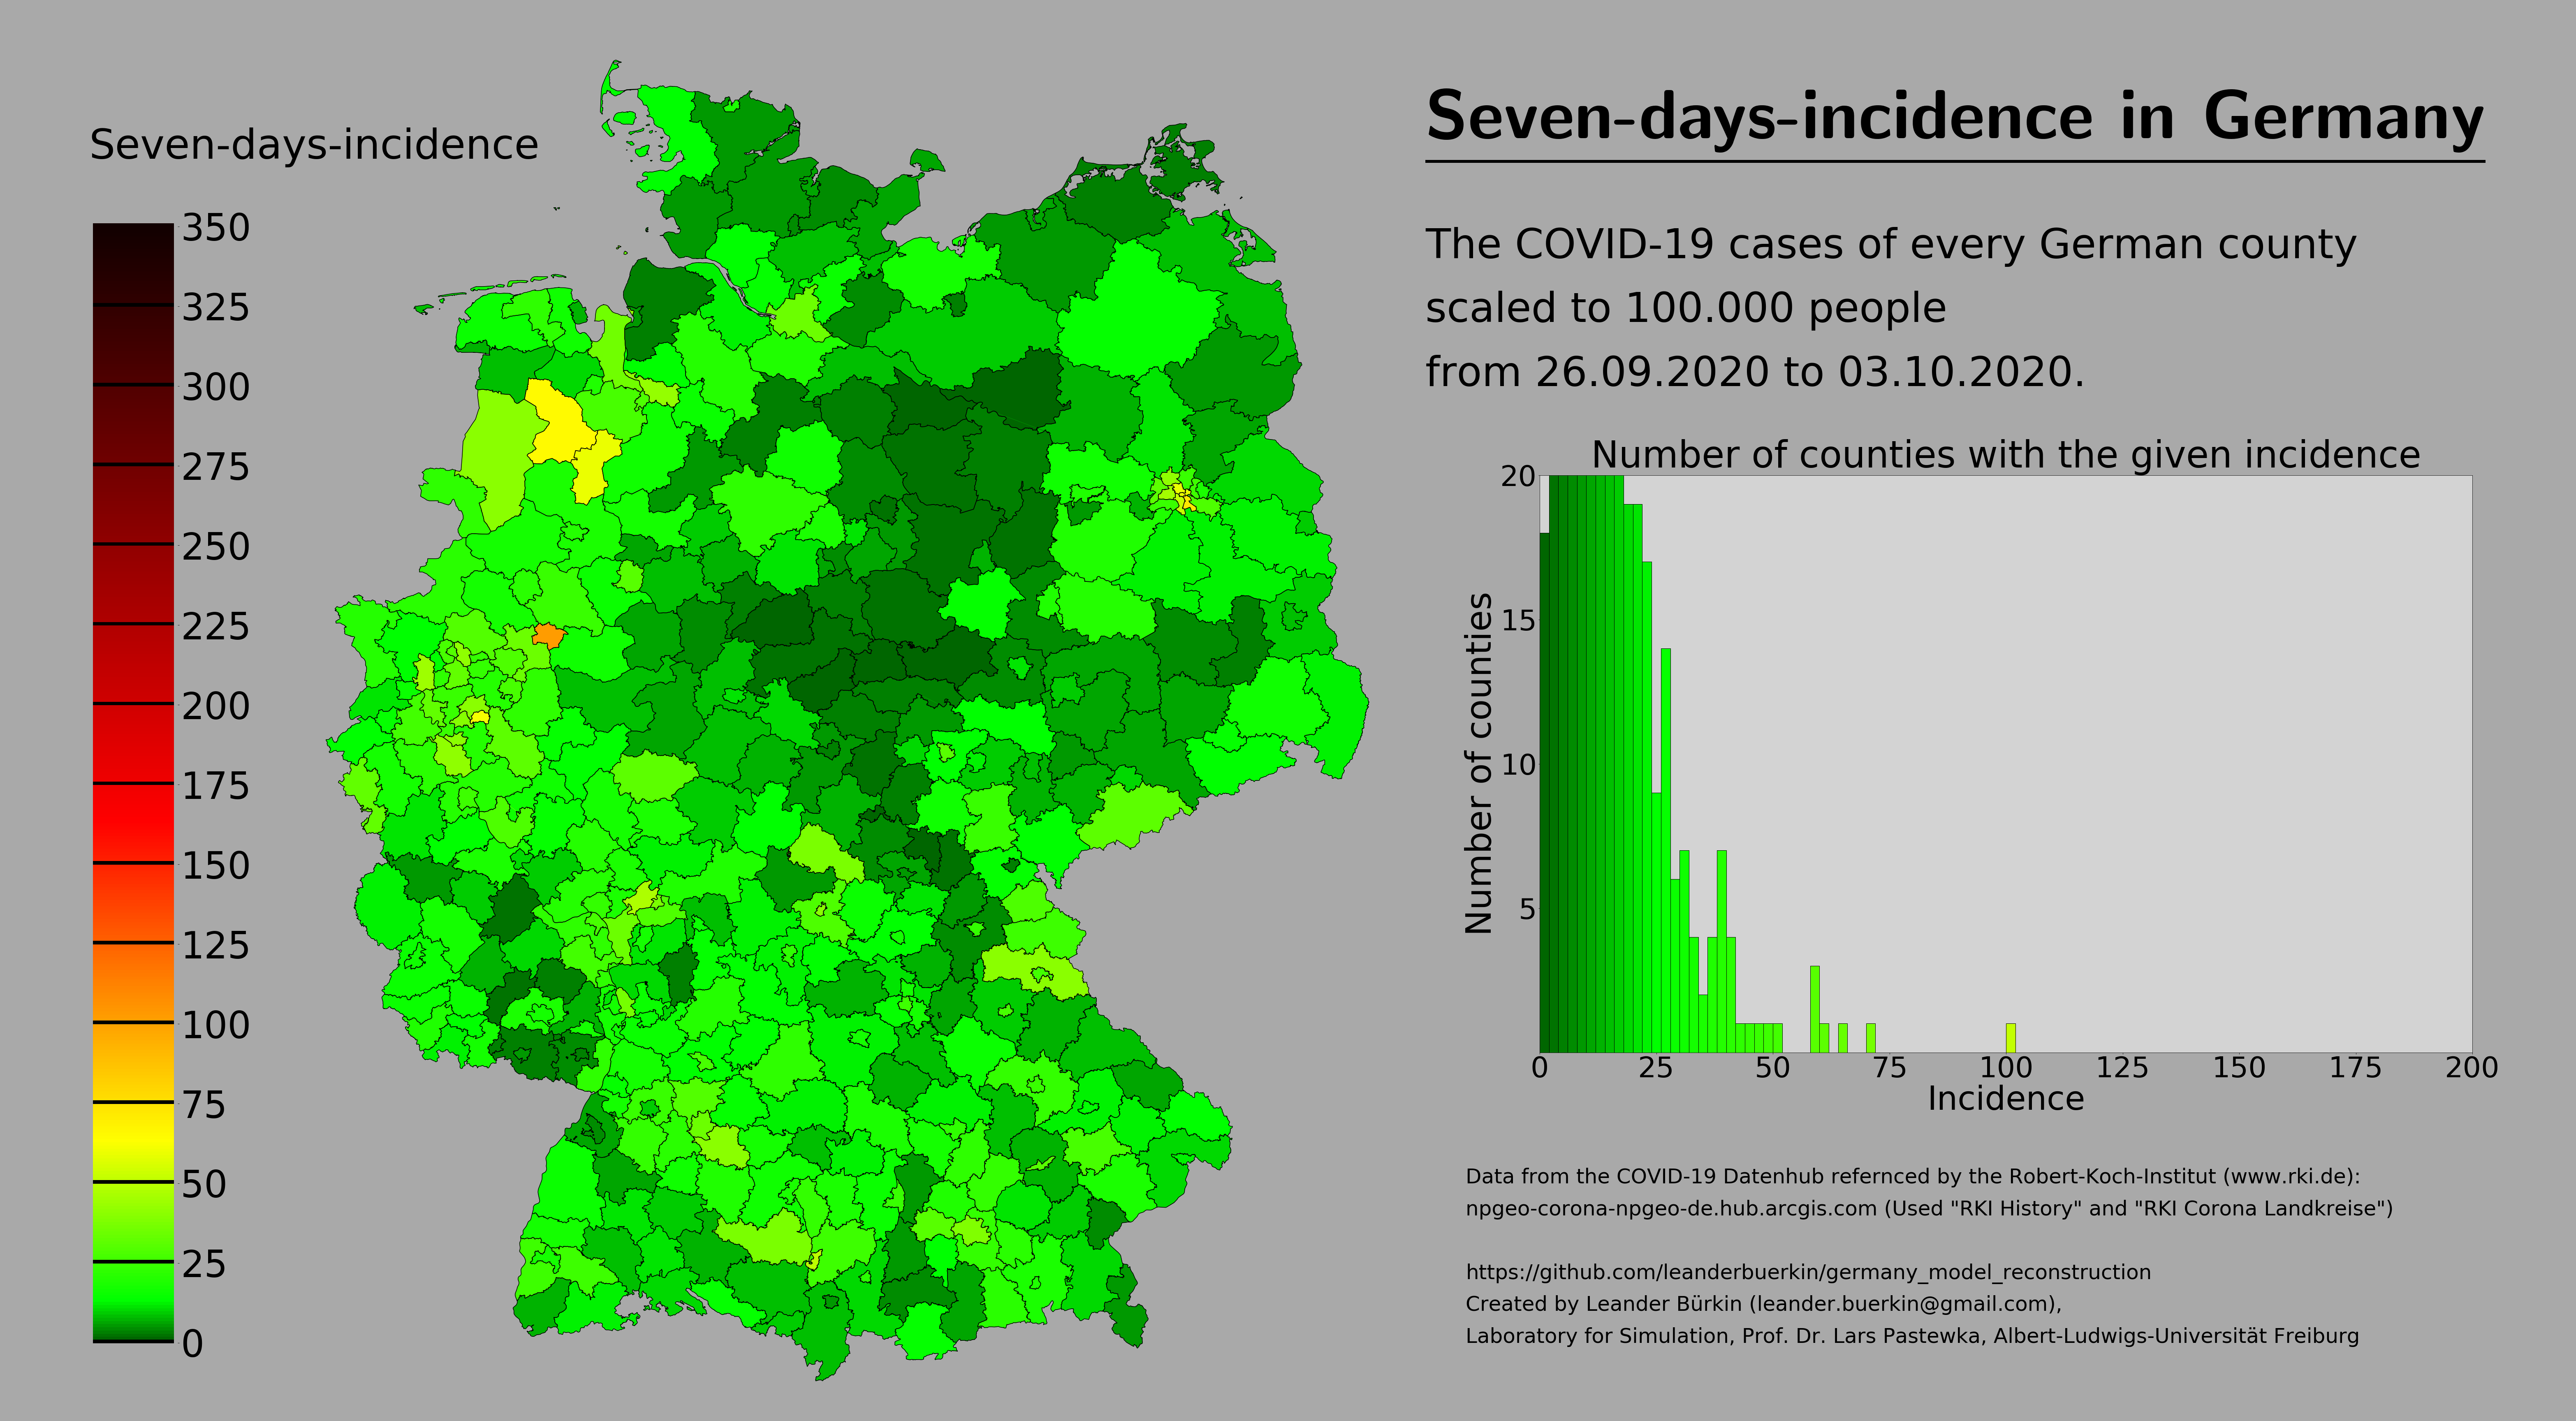 Seven-days-incidence in Germany
Seven-days-incidence
350
325
300
275
250
225
200
175
150
125
100
75
50
25
0
The COVID-19 cases of every German county
scaled to 100.000 people
from 26.09.2020 to 03.10.2020.
Number of counties with the given incidence
Number of counties
20
15
10
5
0 25 50 75 100 125 150 175 200
Incidence
Data from the COVID-19 Datenhub refernced by the Robert-Koch-Institut (www.rki.de):
npgeo-corona-npgeo-de.hub.arcgis.com (Used "RKI History" and "RKI Corona Landkreise")
https://github.com/leanderbuerkin/germany_model_reconstruction
Created by Leander Bürkin (leander.buerkin@gmail.com),
Laboratory for Simulation, Prof. Dr. Lars Pastewka, Albert-Ludwigs-Universität Freiburg